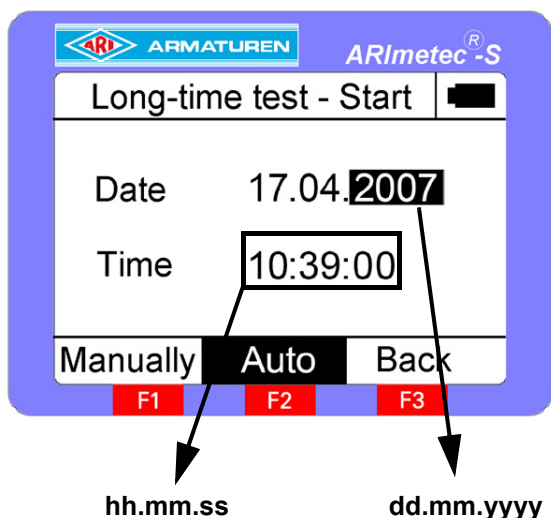 ARI ARMATUREN ARImetec®-S
Long-time test - Start
Date 17.04.2007
Time 10:39:00
Manually Auto Back
F1 F2 F3
hh.mm.ss dd.mm.yyyy